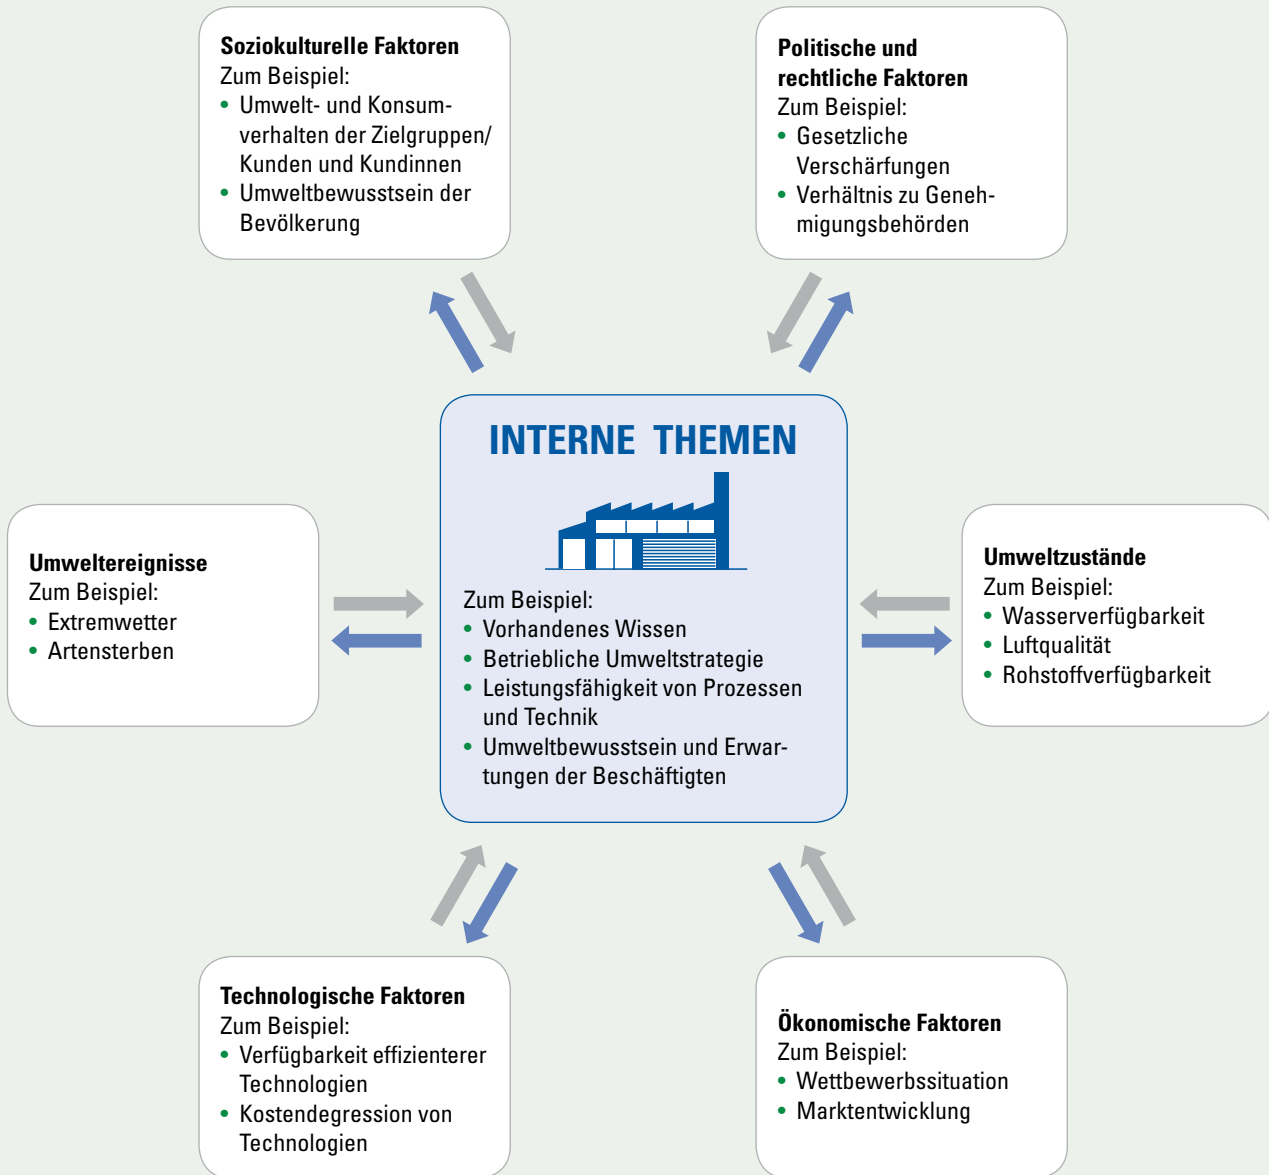 Soziokulturelle Faktoren
Zum Beispiel:
• Umwelt- und Konsum-
verhalten der Zielgruppen/
Kunden und Kundinnen
• Umweltbewusstsein der
Bevölkerung
Politische und
rechtliche Faktoren
Zum Beispiel:
• Gesetzliche
Verschärfungen
• Verhältnis zu Geneh-
migungsbehörden
INTERNE THEMEN
Zum Beispiel:
• Vorhandenes Wissen
• Betriebliche Umweltstrategie
• Leistungsfähigkeit von Prozessen
und Technik
• Umweltbewusstsein und Erwar-
tungen der Beschäftigten
Umweltereignisse
Zum Beispiel:
• Extremwetter
• Artensterben
Umweltzustände
Zum Beispiel:
• Wasserverfügbarkeit
• Luftqualität
• Rohstoffverfügbarkeit
Technologische Faktoren
Zum Beispiel:
• Verfügbarkeit effizienterer
Technologien
• Kostendegression von
Technologien
Ökonomische Faktoren
Zum Beispiel:
• Wettbewerbssituation
• Marktentwicklung